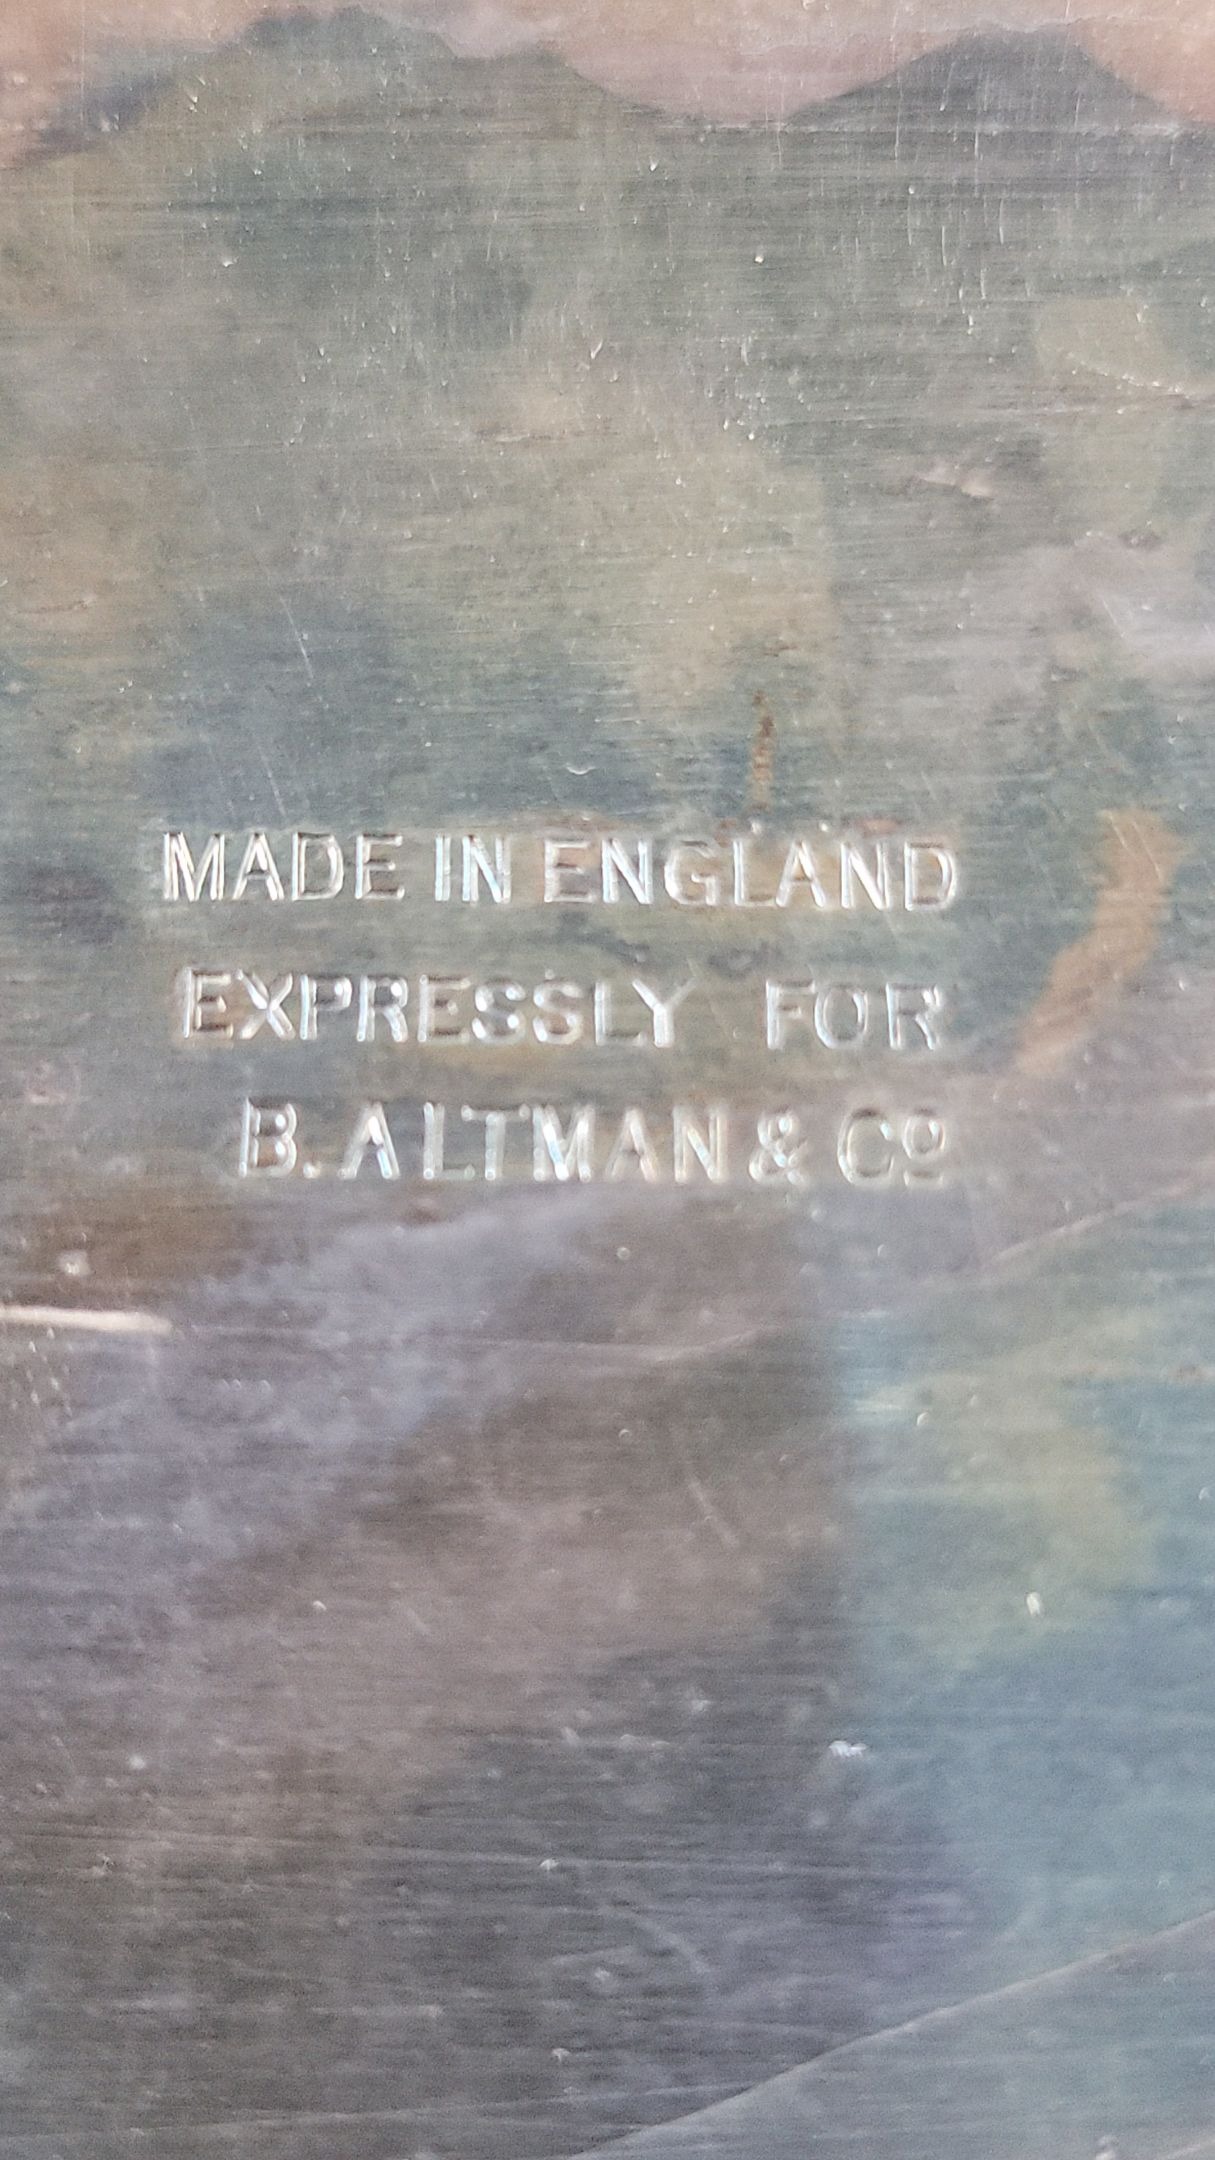 MADE IN ENGLAND
EXPRESSLY FOR
B. ALTMAN & Cº